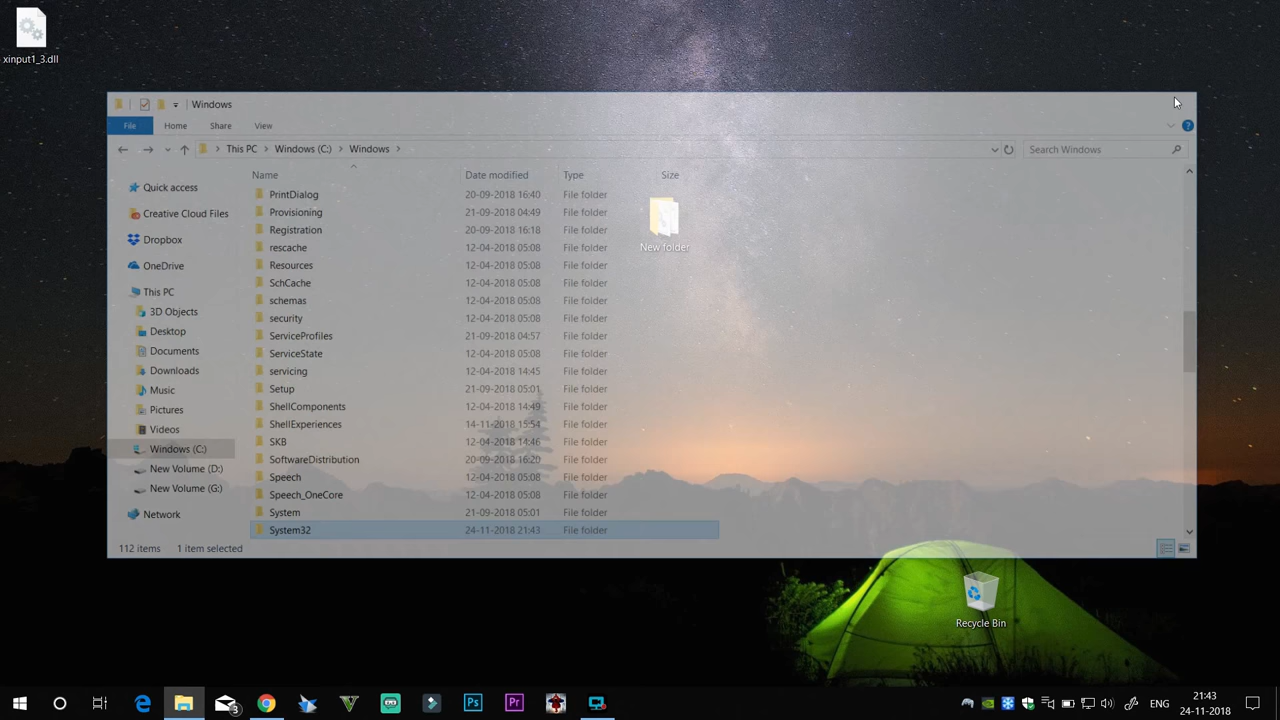 xinput1_3.dll
Windows
File Home Share View
This PC Windows (C:) Windows
Search Windows
Name Date modified Type Size
PrintDialog 20-09-2018 16:40 File folder
Provisioning 21-09-2018 04:49 File folder
Registration 20-09-2018 16:18 File folder
rescache 12-04-2018 05:08 File folder
Resources 12-04-2018 05:08 File folder
SchCache 12-04-2018 05:08 File folder
schemas 12-04-2018 05:08 File folder
security 12-04-2018 05:08 File folder
ServiceProfiles 21-09-2018 04:57 File folder
ServiceState 12-04-2018 05:08 File folder
servicing 12-04-2018 14:45 File folder
Setup 21-09-2018 05:01 File folder
ShellComponents 12-04-2018 14:49 File folder
ShellExperiences 14-11-2018 15:54 File folder
SKB 12-04-2018 14:46 File folder
SoftwareDistribution 20-09-2018 16:20 File folder
Speech 12-04-2018 05:08 File folder
Speech_OneCore 12-04-2018 05:08 File folder
System 21-09-2018 05:01 File folder
System32 24-11-2018 21:43 File folder
Quick access
Creative Cloud Files
Dropbox
OneDrive
This PC
3D Objects
Desktop
Documents
Downloads
Music
Pictures
Videos
Windows (C:)
New Volume (D:)
New Volume (G:)
Network
112 items 1 item selected
New folder
Recycle Bin
3
Ps
Pr
ENG
21:43
24-11-2018